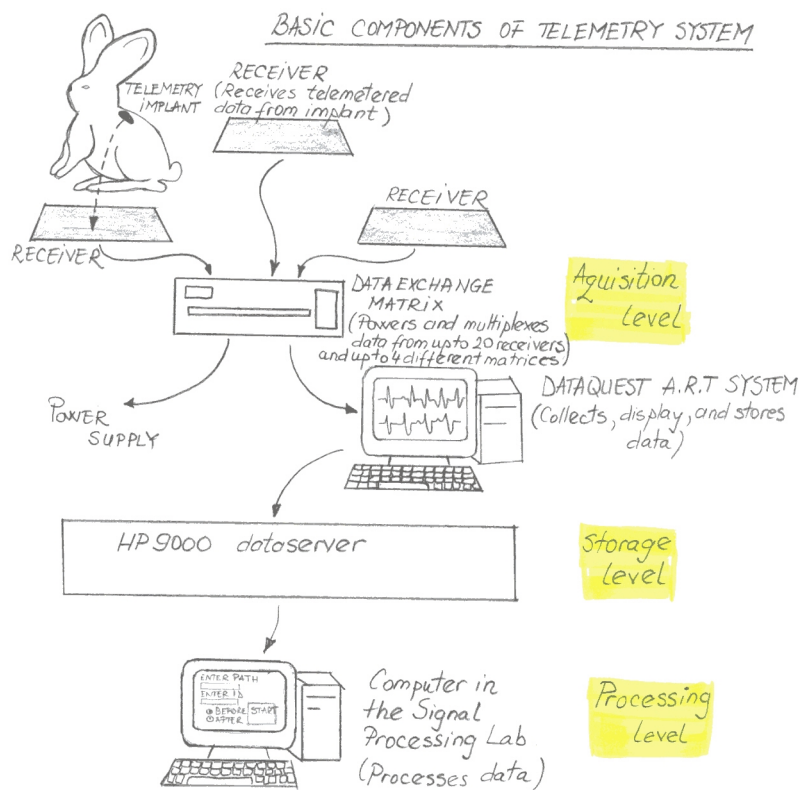 BASIC COMPONENTS OF TELEMETRY SYSTEM
TELEMETRY
IMPLANT
RECEIVER
(Receives telemetered
data from implant)
RECEIVER
RECEIVER
DATA EXCHANGE
MATRIX
(Powers and multiplexes
data from up to 20 receivers
and up to 4 different matrices)
Aquisition
level
POWER
SUPPLY
DATAQUEST A.R.T SYSTEM
(Collects, display, and stores
data)
HP9000 dataserver
Storage
level
ENTER PATH
ENTER ID
BEFORE
AFTER
START
Computer in
the Signal
Processing Lab
(Processes data)
Processing
level